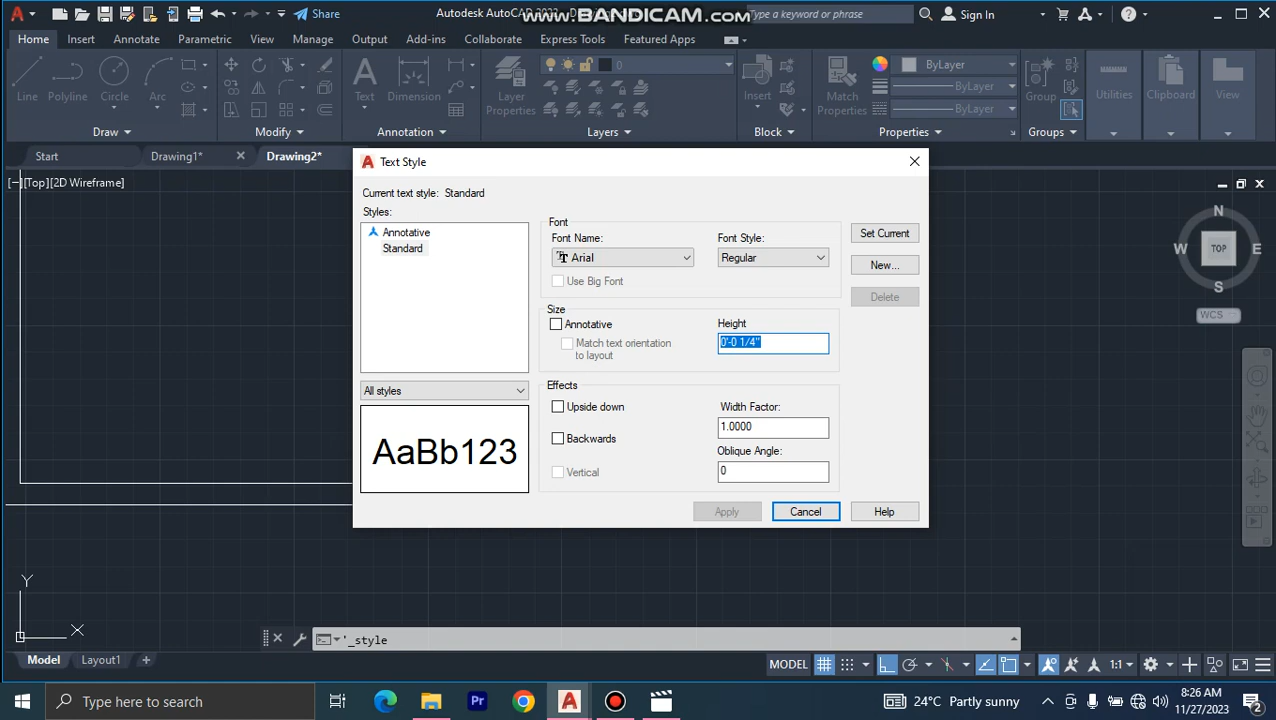 Share
Autodesk AutoCAD 2022
www.BANDICAM.com
Type a keyword or phrase
Sign In
Home
Insert
Annotate
Parametric
View
Manage
Output
Add-ins
Collaborate
Express Tools
Featured Apps
Line
Polyline
Circle
Arc
Text
Dimension
Layer
Properties
0
Insert
Match
Properties
ByLayer
ByLayer
ByLayer
Group
Utilities
Clipboard
View
Draw
Modify
Annotation
Layers
Block
Properties
Groups
Start
Drawing1*
Drawing2*
[−][Top][2D Wireframe]
Text Style
Current text style: Standard
Styles:
Annotative
Standard
All styles
AaBb123
Font
Font Name:
Arial
Font Style:
Regular
Use Big Font
Size
Annotative
Match text orientation
to layout
Height
0'-0 1/4"
Effects
Upside down
Backwards
Vertical
Width Factor:
1.0000
Oblique Angle:
0
Set Current
New...
Delete
Apply
Cancel
Help
N
W
TOP
E
S
WCS
Y
X
'_style
Model
Layout1
MODEL
1:1
Type here to search
Pr
24°C Partly sunny
8:26 AM
11/27/2023
2